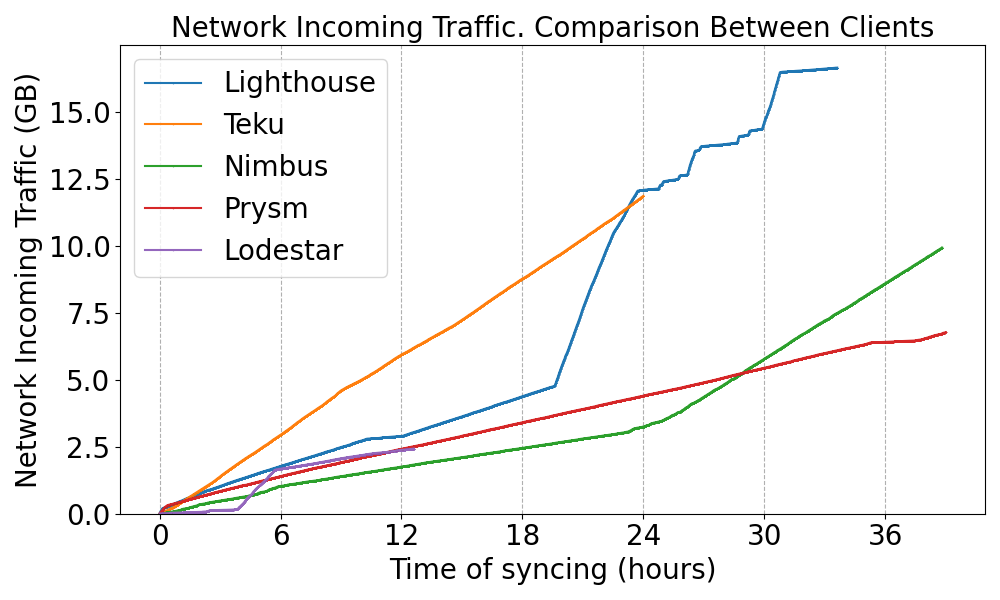 Network Incoming Traffic. Comparison Between Clients
Network Incoming Traffic (GB)
15.0
12.5
10.0
7.5
5.0
2.5
0.0
Lighthouse
Teku
Nimbus
Prysm
Lodestar
0 6 12 18 24 30 36
Time of syncing (hours)